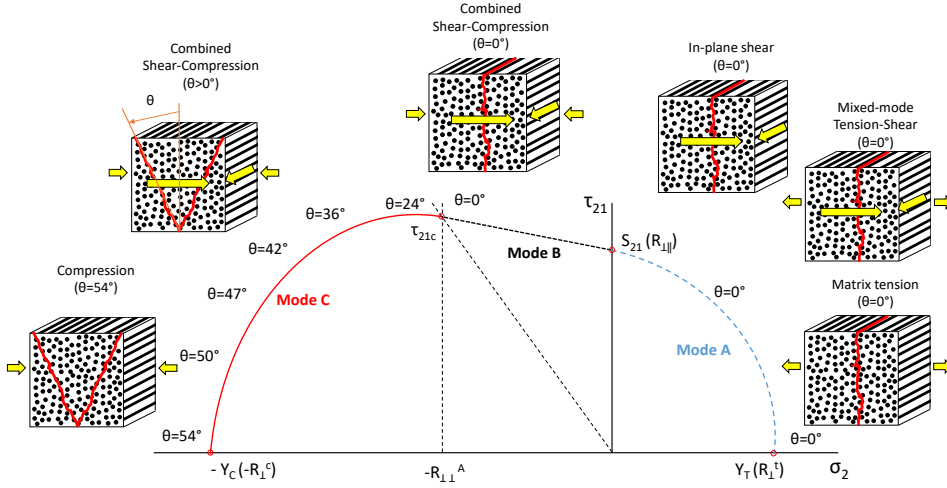 Combined
Shear-Compression
(θ>0°)
θ
Combined
Shear-Compression
(θ=0°)
In-plane shear
(θ=0°)
Mixed-mode
Tension-Shear
(θ=0°)
Compression
(θ=54°)
Matrix tension
(θ=0°)
θ=54°
θ=50°
θ=47°
θ=42°
θ=36°
θ=24°
θ=0°
τ₂₁c
τ₂₁
S₂₁ (R⊥∥)
Mode C
Mode B
Mode A
θ=0°
θ=0°
- Y_C (-R⊥ᶜ)
-R⊥⊥ᴬ
Y_T (R⊥ᵗ)
σ₂